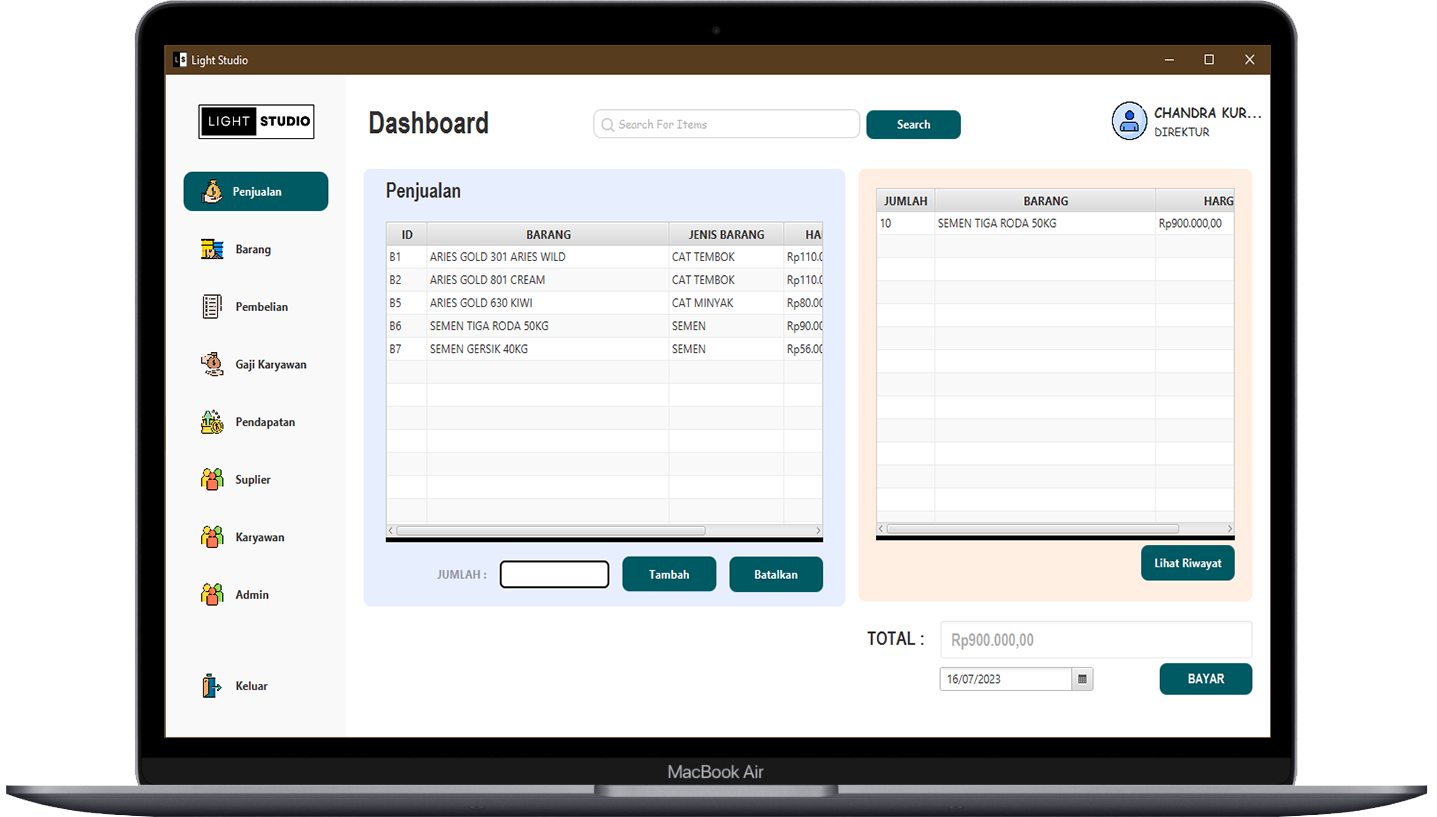 Light Studio
LIGHT STUDIO
Dashboard
Search For Items
Search
CHANDRA KUR...
DIREKTUR
Penjualan
Barang
Pembelian
Gaji Karyawan
Pendapatan
Suplier
Karyawan
Admin
Keluar
Penjualan
ID BARANG JENIS BARANG HA
B1 ARIES GOLD 301 ARIES WILD CAT TEMBOK Rp110.0
B2 ARIES GOLD 801 CREAM CAT TEMBOK Rp110.0
B5 ARIES GOLD 630 KIWI CAT MINYAK Rp80.00
B6 SEMEN TIGA RODA 50KG SEMEN Rp90.00
B7 SEMEN GERSIK 40KG SEMEN Rp56.00
JUMLAH :
Tambah
Batalkan
JUMLAH BARANG HARG
10 SEMEN TIGA RODA 50KG Rp900.000,00
Lihat Riwayat
TOTAL : Rp900.000,00
16/07/2023
BAYAR
MacBook Air